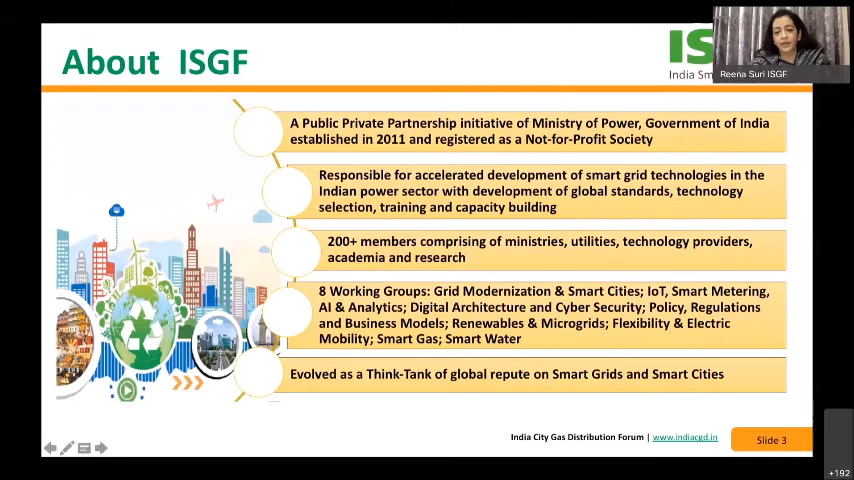 About ISGF
IS
India Sm
Reena Suri ISGF
A Public Private Partnership initiative of Ministry of Power, Government of India
established in 2011 and registered as a Not-for-Profit Society
Responsible for accelerated development of smart grid technologies in the
Indian power sector with development of global standards, technology
selection, training and capacity building
200+ members comprising of ministries, utilities, technology providers,
academia and research
8 Working Groups: Grid Modernization & Smart Cities; IoT, Smart Metering,
AI & Analytics; Digital Architecture and Cyber Security; Policy, Regulations
and Business Models; Renewables & Microgrids; Flexibility & Electric
Mobility; Smart Gas; Smart Water
Evolved as a Think-Tank of global repute on Smart Grids and Smart Cities
India City Gas Distribution Forum | www.indiacgd.in
Slide 3
+192